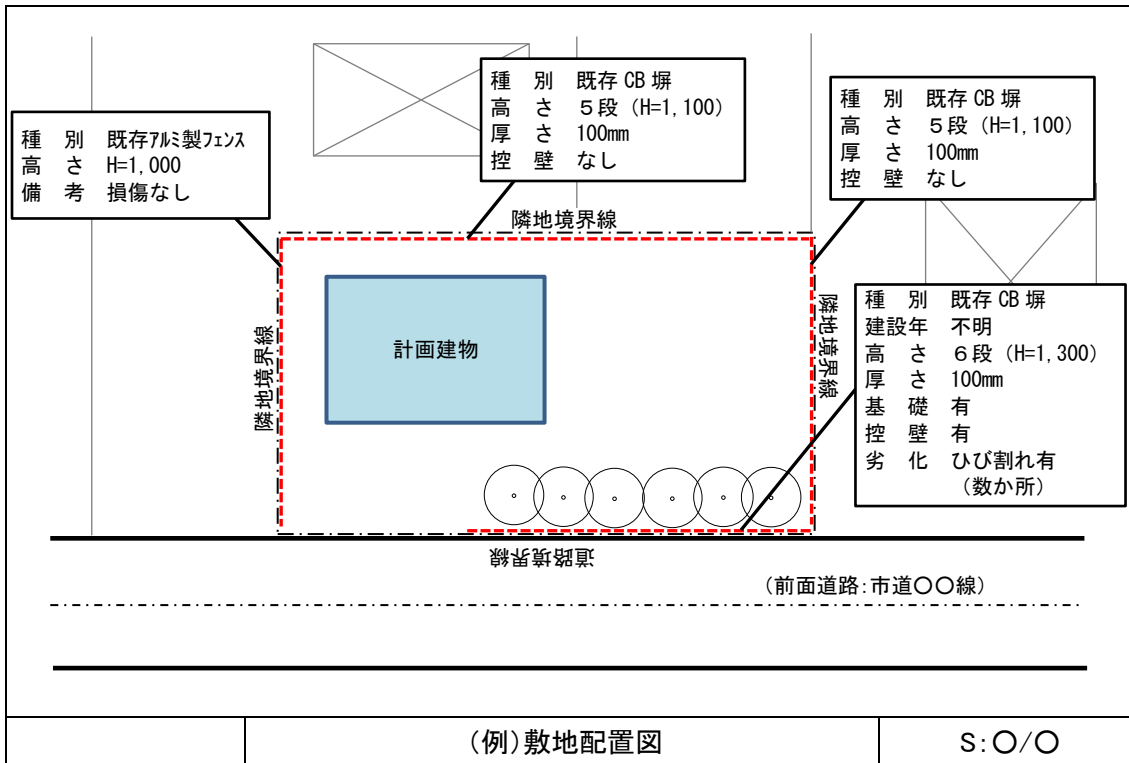 種　別　既存アルミ製フェンス
高　さ　H=1,000
備　考　損傷なし
種　別　既存 CB 塀
高　さ　５段（H=1,100）
厚　さ　100mm
控　壁　なし
種　別　既存 CB 塀
高　さ　５段（H=1,100）
厚　さ　100mm
控　壁　なし
隣地境界線
隣地境界線
隣地境界線
計画建物
種　別　既存 CB 塀
建設年　不明
高　さ　６段（H=1,300）
厚　さ　100mm
基　礎　有
控　壁　有
劣　化　ひび割れ有
（数か所）
道路境界線
（前面道路：市道〇〇線）
（例）敷地配置図
S：〇/〇